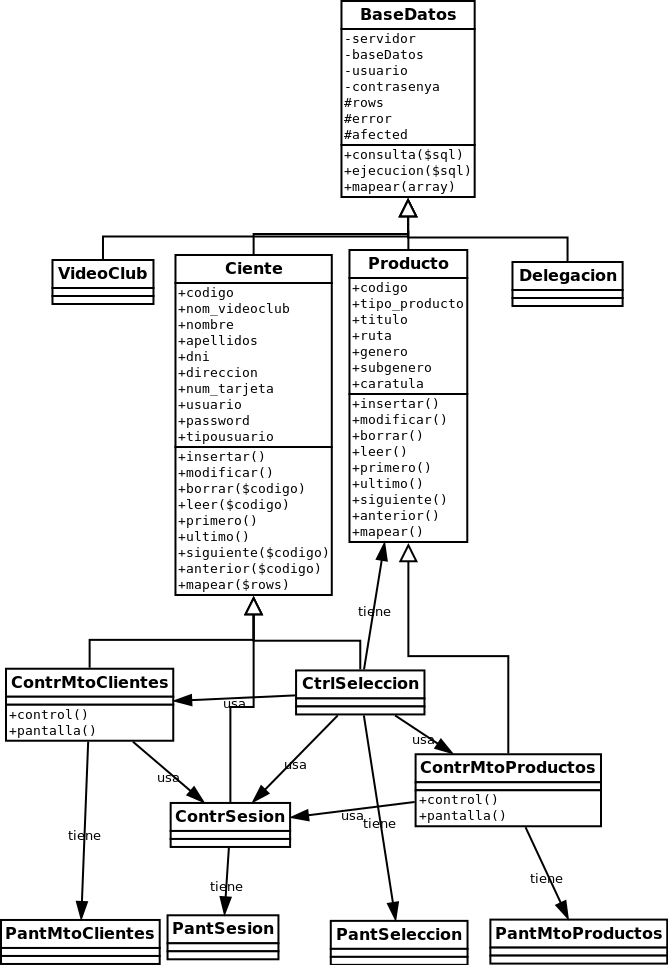 BaseDatos
-servidor
-baseDatos
-usuario
-contrasenya
#rows
#error
#afected
+consulta($sql)
+ejecucion($sql)
+mapear(array)
VideoClub
Ciente
+codigo
+nom_videoclub
+nombre
+apellidos
+dni
+direccion
+num_tarjeta
+usuario
+password
+tipousuario
+insertar()
+modificar()
+borrar($codigo)
+leer($codigo)
+primero()
+ultimo()
+siguiente($codigo)
+anterior($codigo)
+mapear($rows)
Producto
+codigo
+tipo_producto
+titulo
+ruta
+genero
+subgenero
+caratula
+insertar()
+modificar()
+borrar()
+leer()
+primero()
+ultimo()
+siguiente()
+anterior()
+mapear()
Delegacion
tiene
ContrMtoClientes
+control()
+pantalla()
CtrlSeleccion
usa
usa
usa
usa
ContrMtoProductos
+control()
+pantalla()
ContrSesion
usa
tiene
tiene
tiene
tiene
PantMtoClientes
PantSesion
PantSeleccion
PantMtoProductos